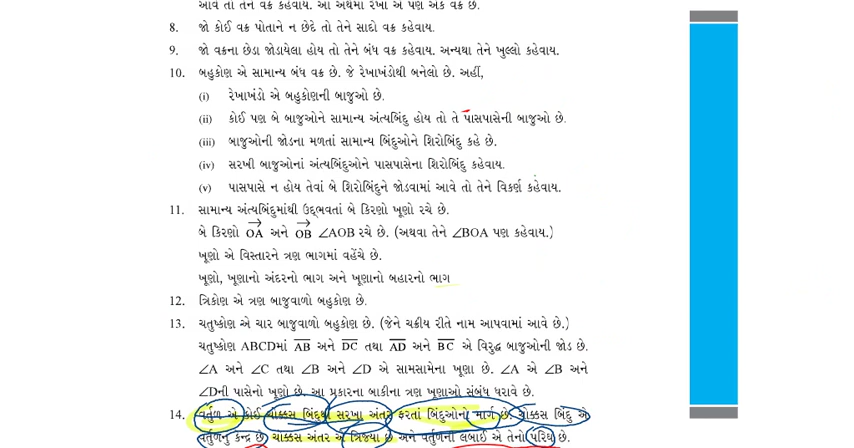 આવે તો તેને વક્ર કહેવાય. આ અર્થમાં રેખા એ પણ એક વક્ર છે.
8. જો કોઈ વક્ર પોતાને ન છેદે તો તેને સાદો વક્ર કહેવાય.
9. જો વક્રના છેડા જોડાયેલા હોય તો તેને બંધ વક્ર કહેવાય. અન્યથા તેને ખુલ્લો કહેવાય.
10. બહુકોણ એ સામાન્ય બંધ વક્ર છે. જે રેખાખંડોથી બનેલો છે. અહીં,
(i) રેખાખંડો એ બહુકોણની બાજુઓ છે.
(ii) કોઈ પણ બે બાજુઓને સામાન્ય અંત્યબિંદુ હોય તો તે પાસપાસેની બાજુઓ છે.
(iii) બાજુઓની જોડના મળતાં સામાન્ય બિંદુઓને શિરોબિંદુ કહે છે.
(iv) સરખી બાજુઓનાં અંત્યબિંદુઓને પાસપાસેના શિરોબિંદુ કહેવાય.
(v) પાસપાસે ન હોય તેવાં બે શિરોબિંદુને જોડવામાં આવે તો તેને વિકર્ણ કહેવાય.
11. સામાન્ય અંત્યબિંદુમાંથી ઉદ્ભવતાં બે કિરણો ખૂણો રચે છે.
બે કિરણો OA અને OB ∠AOB રચે છે. (અથવા તેને ∠BOA પણ કહેવાય.)
ખૂણો એ વિસ્તારને ત્રણ ભાગમાં વહેંચે છે.
ખૂણો, ખૂણાનો અંદરનો ભાગ અને ખૂણાનો બહારનો ભાગ
12. ત્રિકોણ એ ત્રણ બાજુવાળો બહુકોણ છે.
13. ચતુષ્કોણ એ ચાર બાજુવાળો બહુકોણ છે. (જેને ચક્રીય રીતે નામ આપવામાં આવે છે.)
ચતુષ્કોણ ABCDમાં AB અને DC તથા AD અને BC એ વિરુદ્ધ બાજુઓની જોડ છે.
∠A અને ∠C તથા ∠B અને ∠D એ સામસામેના ખૂણા છે. ∠A એ ∠B અને
∠Dની પાસેનો ખૂણો છે. આ પ્રકારના બાકીના ત્રણ ખૂણાઓ સંબંધ ધરાવે છે.
14. વર્તુળ એ કોઈ ચોક્કસ બિંદુથી સરખા અંતરે ફરતાં બિંદુઓનો માર્ગ છે. ચોક્કસ બિંદુ એ
વર્તુળનું કેન્દ્ર છે ચોક્કસ અંતર એ ત્રિજ્યા છે અને વર્તુળની લંબાઈ એ તેનો પરિઘ છે.